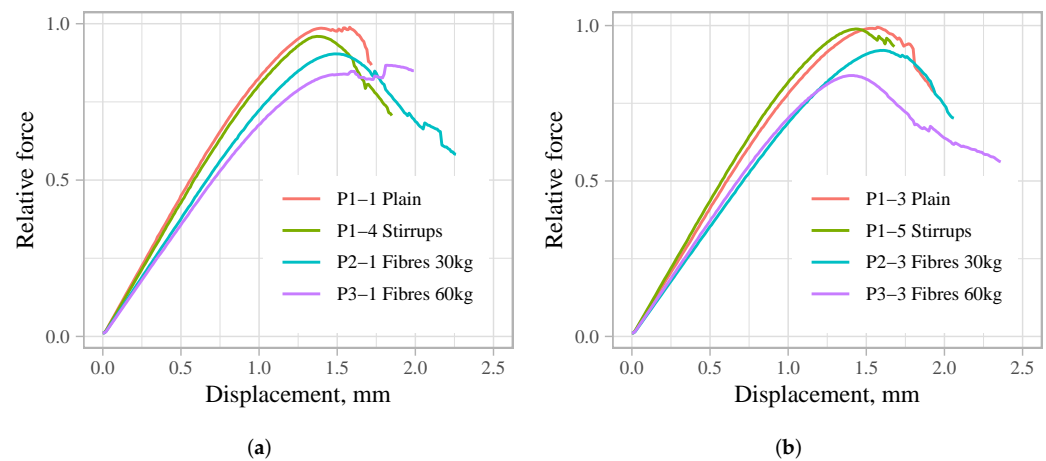 1.0
0.5
0.0
Relative force
P1−1 Plain
P1−4 Stirrups
P2−1 Fibres 30kg
P3−1 Fibres 60kg
0.0 0.5 1.0 1.5 2.0 2.5
Displacement, mm
(a)
1.0
0.5
0.0
Relative force
P1−3 Plain
P1−5 Stirrups
P2−3 Fibres 30kg
P3−3 Fibres 60kg
0.0 0.5 1.0 1.5 2.0 2.5
Displacement, mm
(b)